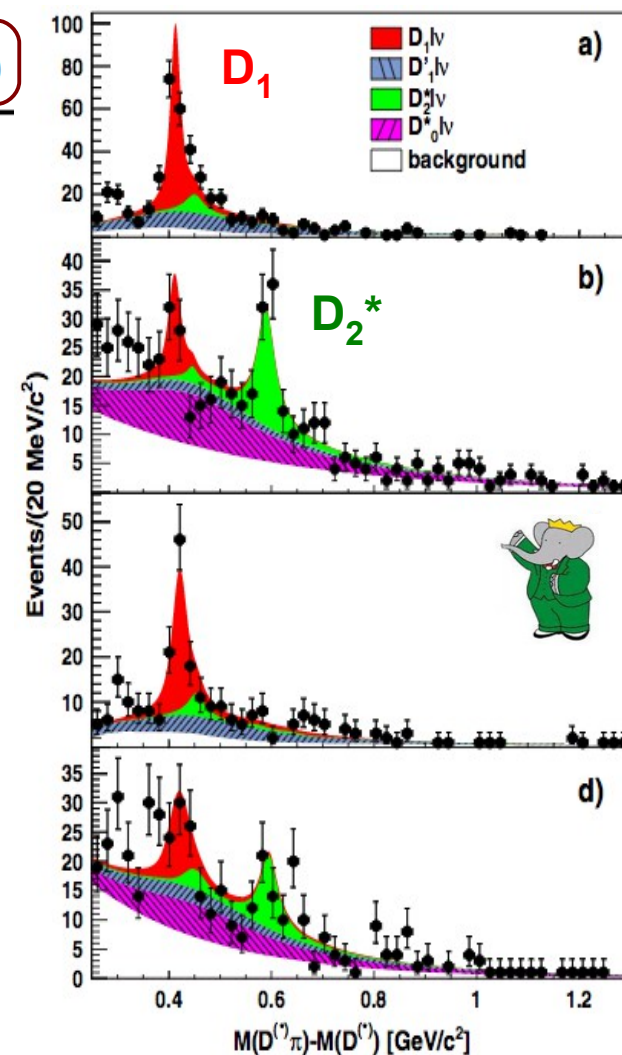 Events/(20 MeV/c²)
100
80
60
40
20
D₁
D₁lν
D'₁lν
D₂*lν
D*₀lν
background
a)
40
35
30
25
20
15
10
5
D₂*
b)
50
40
30
20
10
35
30
25
20
15
10
5
0
d)
0.4 0.6 0.8 1 1.2
M(D⁽*⁾π)-M(D⁽*⁾) [GeV/c²]